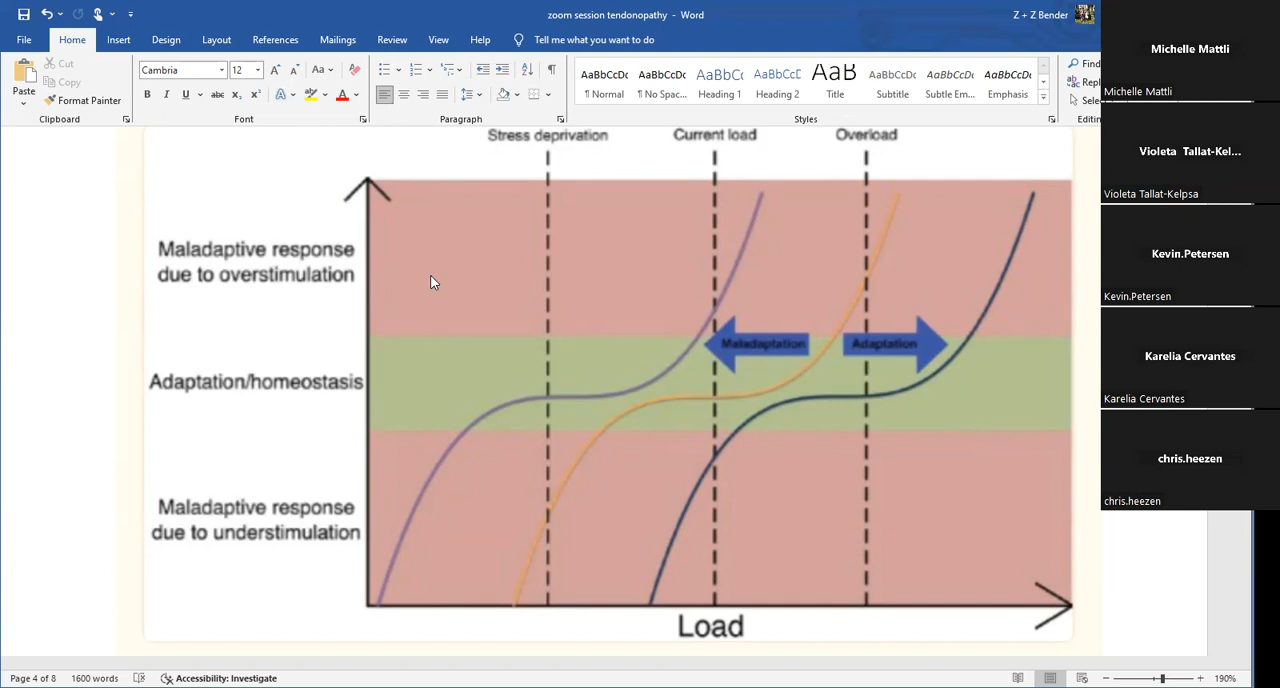 zoom session tendonopathy - Word
Z + Z Bender
File Home Insert Design Layout References Mailings Review View Help Tell me what you want to do
Paste
Cut
Copy
Format Painter
Clipboard
Cambria 12
Font
Paragraph
AaBbCcDc AaBbCcDc AaBbCc AaBbCcD AaB AaBbCcDc AaBbCcDc AaBbCcDc
¶ Normal ¶ No Spac... Heading 1 Heading 2 Title Subtitle Subtle Em... Emphasis
Styles
Find
Repl
Sele
Editin
Stress deprivation Current load Overload
Maladaptive response
due to overstimulation
Maladaptation Adaptation
Adaptation/homeostasis
Maladaptive response
due to understimulation
Load
Page 4 of 8 1600 words Accessibility: Investigate 190%
Michelle Mattli
Michelle Mattli
Violeta Tallat-Kel...
Violeta Tallat-Kelpsa
Kevin.Petersen
Kevin.Petersen
Karelia Cervantes
Karelia Cervantes
chris.heezen
chris.heezen